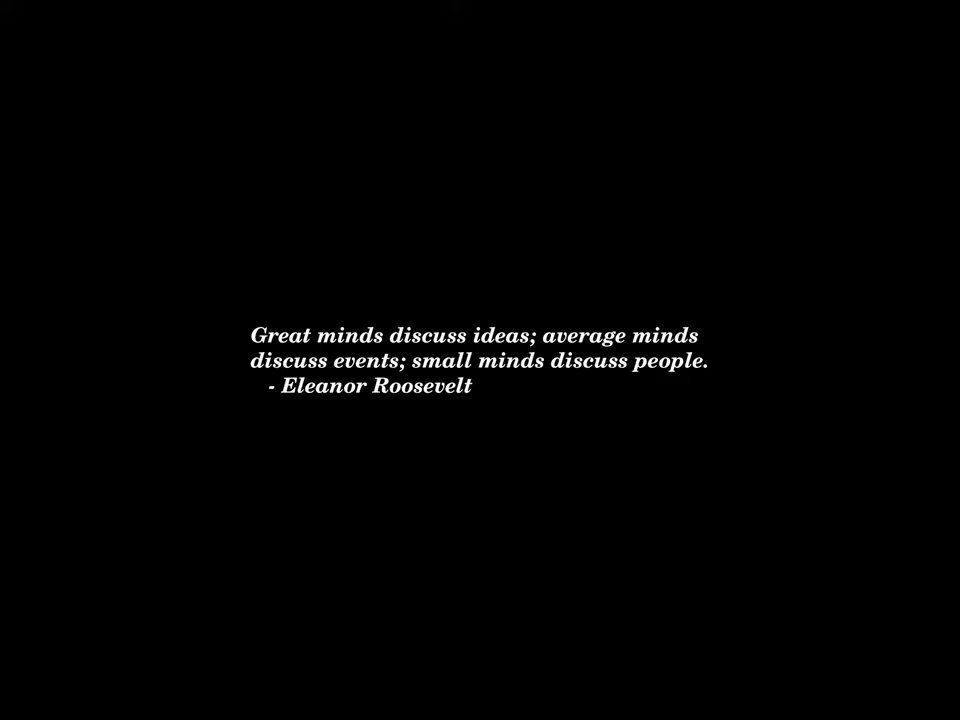 Great minds discuss ideas; average minds
discuss events; small minds discuss people.
- Eleanor Roosevelt